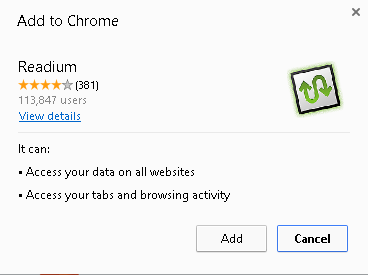 Add to Chrome
Readium
(381)
113,847 users
View details
It can:
• Access your data on all websites
• Access your tabs and browsing activity
Add Cancel